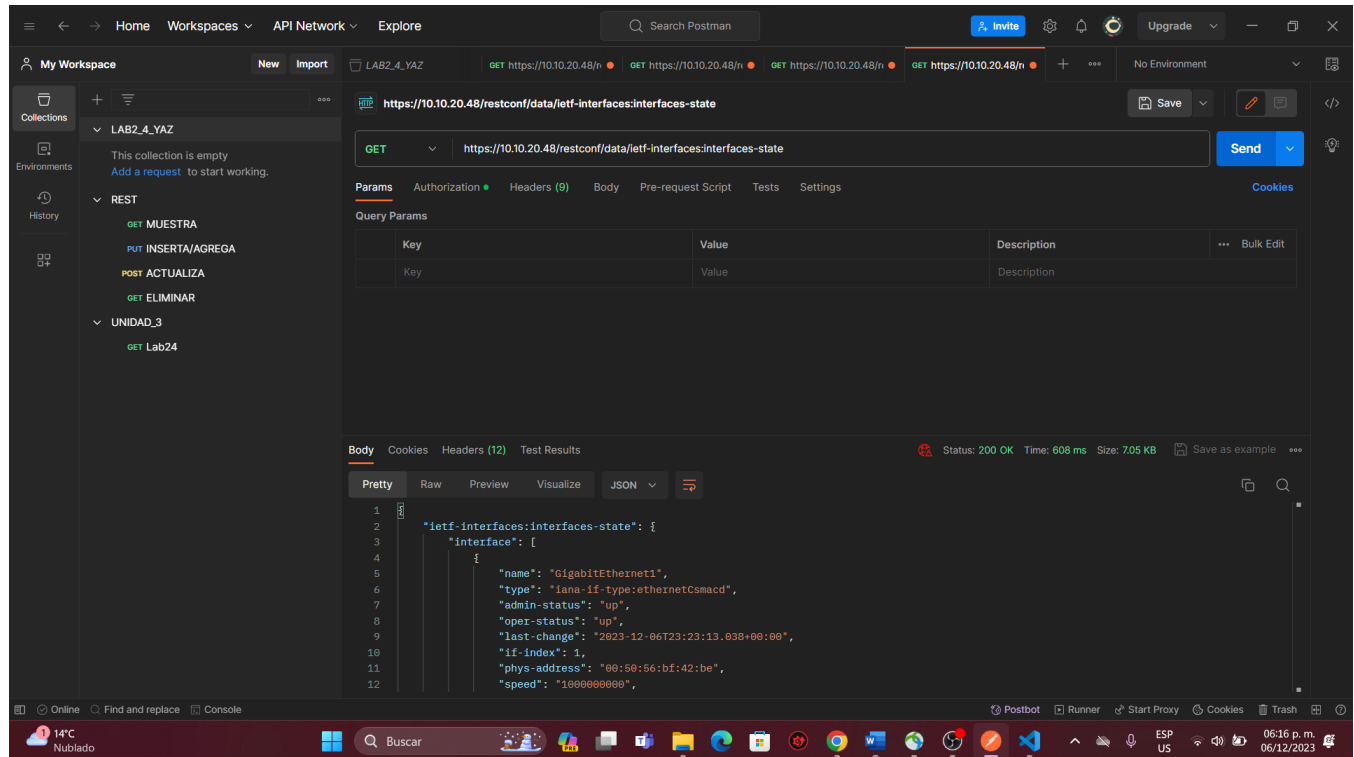 Home Workspaces API Network Explore Search Postman Invite Upgrade
My Workspace New Import LAB2_4_YAZ GET https://10.10.20.48/r GET https://10.10.20.48/r GET https://10.10.20.48/r GET https://10.10.20.48/r No Environment
Collections
Environments
History
LAB2_4_YAZ
This collection is empty
Add a request to start working.
REST
GET MUESTRA
PUT INSERTA/AGREGA
POST ACTUALIZA
GET ELIMINAR
UNIDAD_3
GET Lab24
HTTP https://10.10.20.48/restconf/data/ietf-interfaces:interfaces-state Save
GET https://10.10.20.48/restconf/data/ietf-interfaces:interfaces-state Send
Params Authorization Headers (9) Body Pre-request Script Tests Settings Cookies
Query Params
Key Value Description Bulk Edit
Key Value Description
Body Cookies Headers (12) Test Results Status: 200 OK Time: 608 ms Size: 7.05 KB Save as example
Pretty Raw Preview Visualize JSON
1 {
2 "ietf-interfaces:interfaces-state": {
3 "interface": [
4 {
5 "name": "GigabitEthernet1",
6 "type": "iana-if-type:ethernetCsmacd",
7 "admin-status": "up",
8 "oper-status": "up",
9 "last-change": "2023-12-06T23:23:13.038+00:00",
10 "if-index": 1,
11 "phys-address": "00:50:56:bf:42:be",
12 "speed": "1000000000",
Online Find and replace Console Postbot Runner Start Proxy Cookies Trash
1 14°C
Nublado
Buscar
PRE
ESP
US
06:16 p. m.
06/12/2023